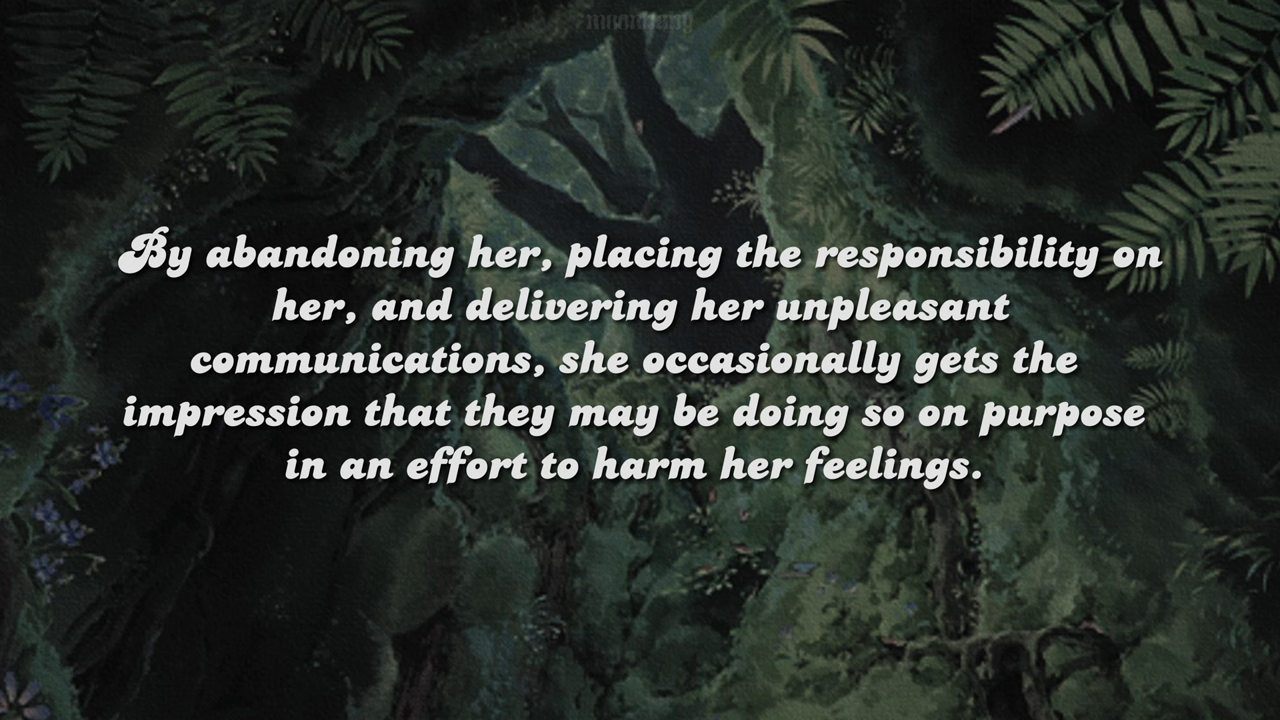 By abandoning her, placing the responsibility on
her, and delivering her unpleasant
communications, she occasionally gets the
impression that they may be doing so on purpose
in an effort to harm her feelings.